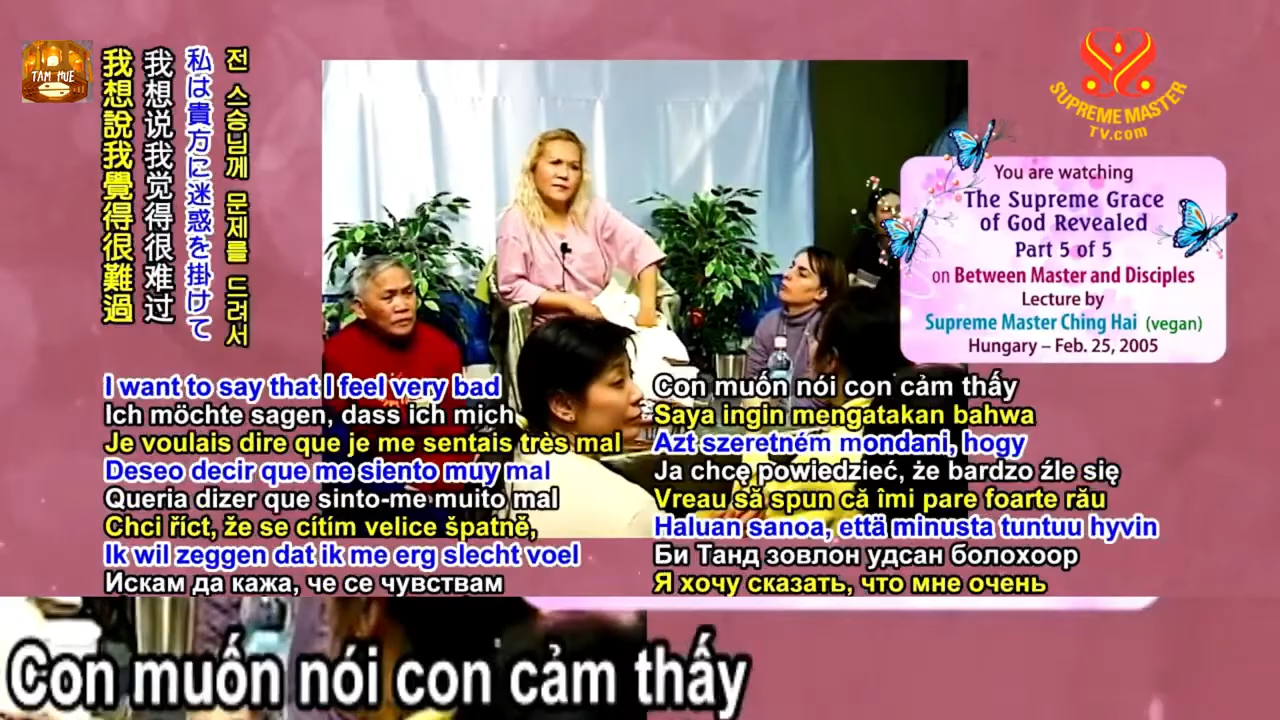 TAM HUE
我想說我覺得很難過
我想说我觉得很难过
私は貴方に迷惑を掛けて
전 스승님께 문제를 드려서
SUPREME MASTER
TV.com
You are watching
The Supreme Grace
of God Revealed
Part 5 of 5
on Between Master and Disciples
Lecture by
Supreme Master Ching Hai (vegan)
Hungary – Feb. 25, 2005
I want to say that I feel very bad
Ich möchte sagen, dass ich mich
Je voulais dire que je me sentais très mal
Deseo decir que me siento muy mal
Queria dizer que sinto-me muito mal
Chci říct, že se cítím velice špatně,
Ik wil zeggen dat ik me erg slecht voel
Искам да кажа, че се чувствам
Con muốn nói con cảm thấy
Saya ingin mengatakan bahwa
Azt szeretném mondani, hogy
Ja chcę powiedzieć, że bardzo źle się
Vreau să spun că îmi pare foarte rău
Haluan sanoa, että minusta tuntuu hyvin
Би Танд зовлон удсан болохоор
Я хочу сказать, что мне очень
Con muốn nói con cảm thấy